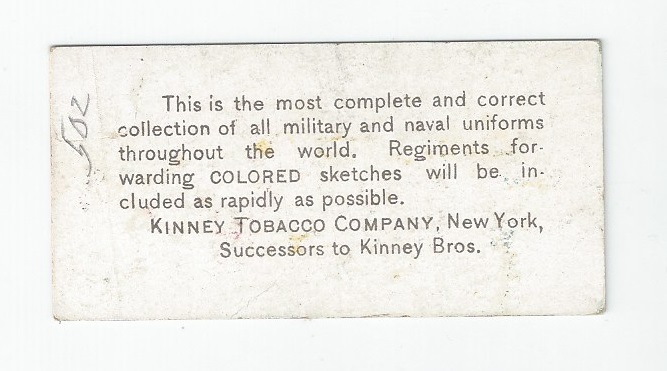 This is the most complete and correct
collection of all military and naval uniforms
throughout the world. Regiments for-
warding COLORED sketches will be in-
cluded as rapidly as possible.
KINNEY TOBACCO COMPANY, New York,
Successors to Kinney Bros.
502